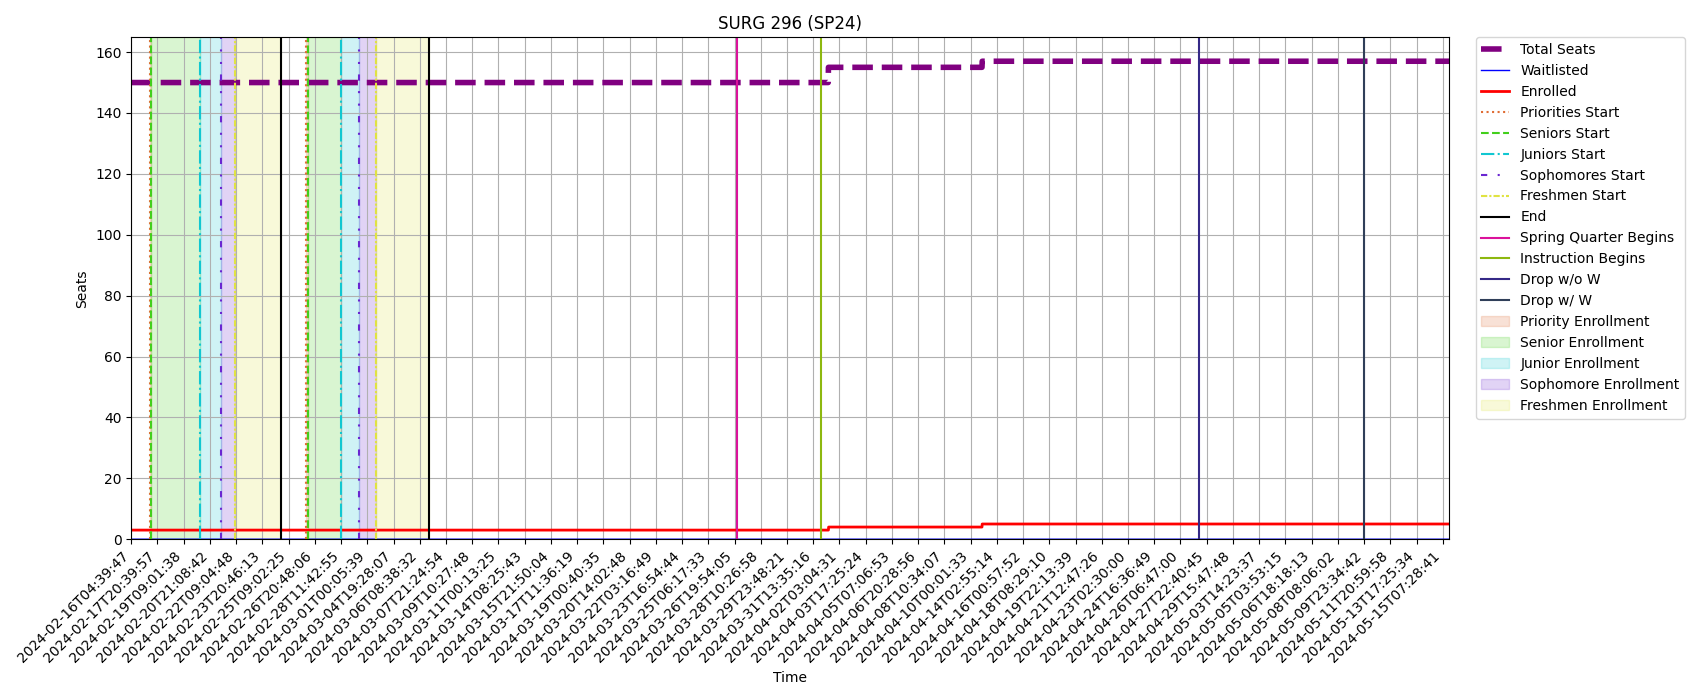 SURG 296 (SP24)
Seats
160
140
120
100
80
60
40
20
0
2024-02-16T04:39:47
2024-02-17T20:39:57
2024-02-19T09:01:38
2024-02-20T21:08:42
2024-02-22T09:04:48
2024-02-23T20:46:13
2024-02-25T09:02:25
2024-02-26T20:48:06
2024-02-28T11:42:55
2024-03-01T00:05:39
2024-03-04T19:28:07
2024-03-06T08:38:32
2024-03-07T21:24:54
2024-03-09T10:27:48
2024-03-11T00:13:25
2024-03-14T08:25:43
2024-03-15T21:50:04
2024-03-17T11:36:19
2024-03-19T00:40:35
2024-03-20T14:02:48
2024-03-22T03:16:49
2024-03-23T16:54:44
2024-03-25T06:17:33
2024-03-26T19:54:05
2024-03-28T10:26:58
2024-03-29T23:48:21
2024-03-31T13:35:16
2024-04-02T03:04:31
2024-04-03T17:25:24
2024-04-05T07:06:53
2024-04-06T20:28:56
2024-04-08T10:34:07
2024-04-10T00:01:33
2024-04-14T02:55:14
2024-04-16T00:57:52
2024-04-18T08:29:10
2024-04-19T22:13:39
2024-04-21T12:47:26
2024-04-23T02:30:00
2024-04-24T16:36:49
2024-04-26T06:47:00
2024-04-27T22:40:45
2024-04-29T15:47:48
2024-05-03T14:23:37
2024-05-05T03:53:15
2024-05-06T18:18:13
2024-05-08T08:06:02
2024-05-09T23:34:42
2024-05-11T20:59:58
2024-05-13T17:25:34
2024-05-15T07:28:41
Time
Total Seats
Waitlisted
Enrolled
Priorities Start
Seniors Start
Juniors Start
Sophomores Start
Freshmen Start
End
Spring Quarter Begins
Instruction Begins
Drop w/o W
Drop w/ W
Priority Enrollment
Senior Enrollment
Junior Enrollment
Sophomore Enrollment
Freshmen Enrollment